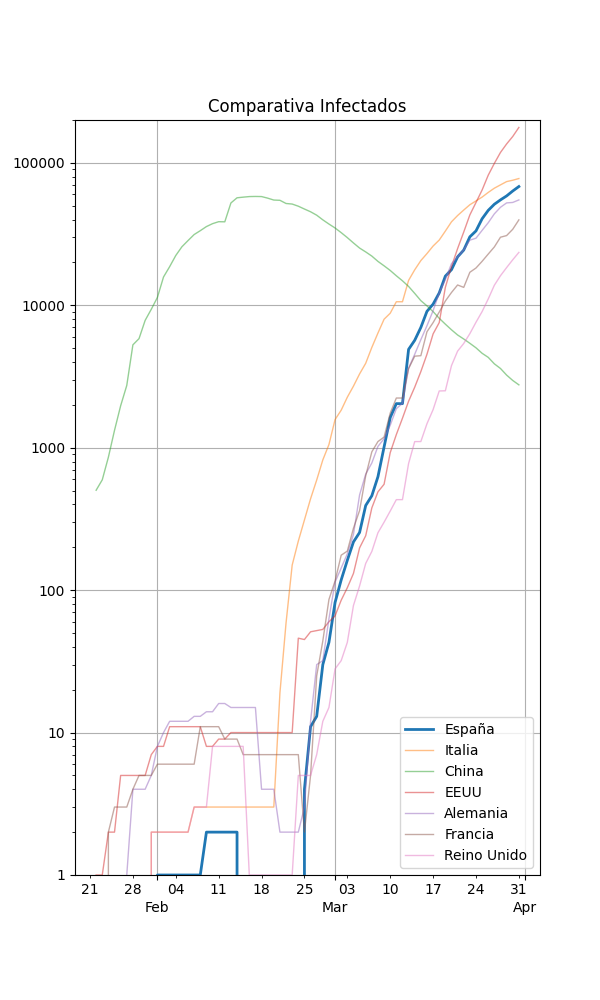 Comparativa Infectados
100000
10000
1000
100
10
1
España
Italia
China
EEUU
Alemania
Francia
Reino Unido
21 28 04 11 18 25 03 10 17 24 31
Feb Mar Apr